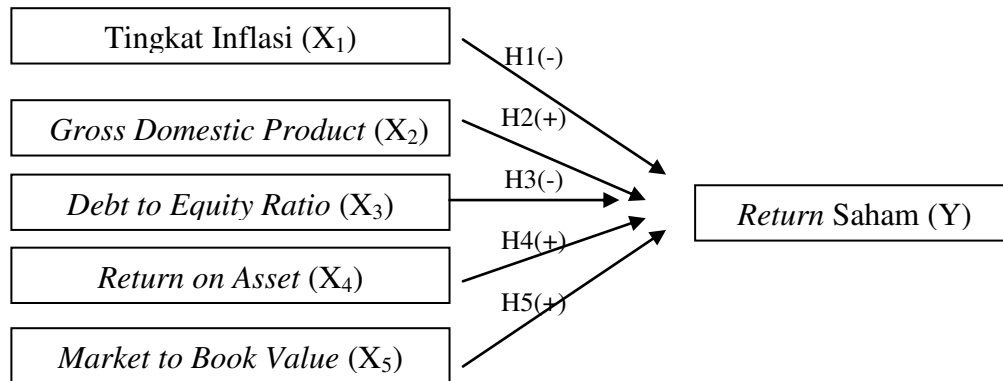 Tingkat Inflasi (X₁)
H1(-)
Gross Domestic Product (X₂)
H2(+)
Debt to Equity Ratio (X₃)
H3(-)
Return Saham (Y)
Return on Asset (X₄)
H4(+)
Market to Book Value (X₅)
H5(+)